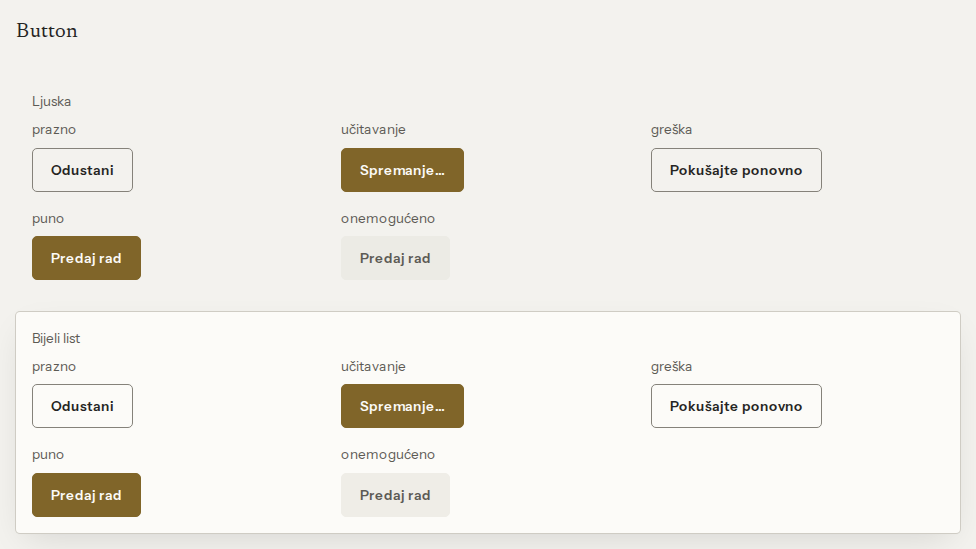 Button
Ljuska
prazno
učitavanje
greška
Odustani
Spremanje…
Pokušajte ponovno
puno
onemogućeno
Predaj rad
Predaj rad
Bijeli list
prazno
učitavanje
greška
Odustani
Spremanje…
Pokušajte ponovno
puno
onemogućeno
Predaj rad
Predaj rad